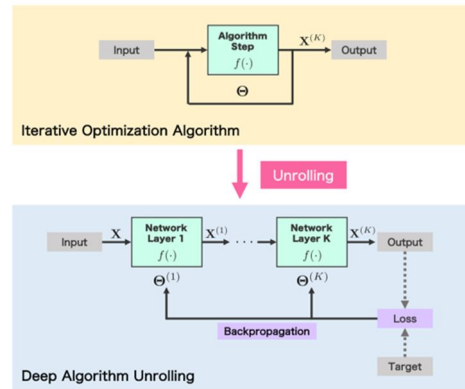 Algorithm
Step
Input
f(·)
X^(K)
Output
Θ
Iterative Optimization Algorithm
Unrolling
Input
X
Network
Layer 1
f(·)
X^(1)
· · · ·
Network
Layer K
f(·)
X^(K)
Output
Θ^(1)
Θ^(K)
Backpropagation
Loss
Target
Deep Algorithm Unrolling